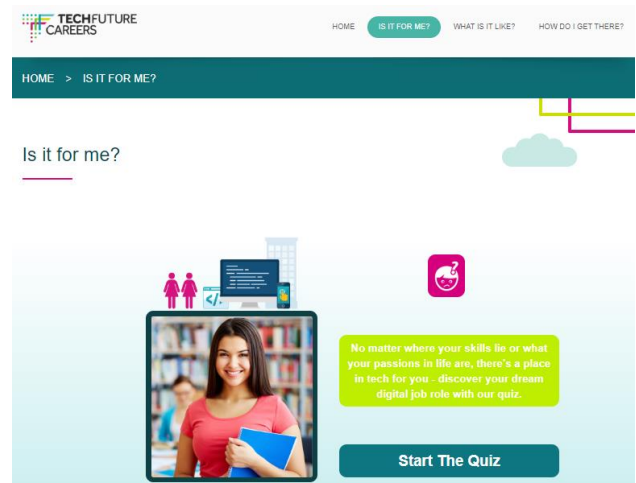 TECHFUTURE
CAREERS
HOME
IS IT FOR ME?
WHAT IS IT LIKE?
HOW DO I GET THERE?
HOME > IS IT FOR ME?
Is it for me?
</>
?
No matter where your skills lie or what
your passions in life are, there's a place
in tech for you - discover your dream
digital job role with our quiz.
Start The Quiz